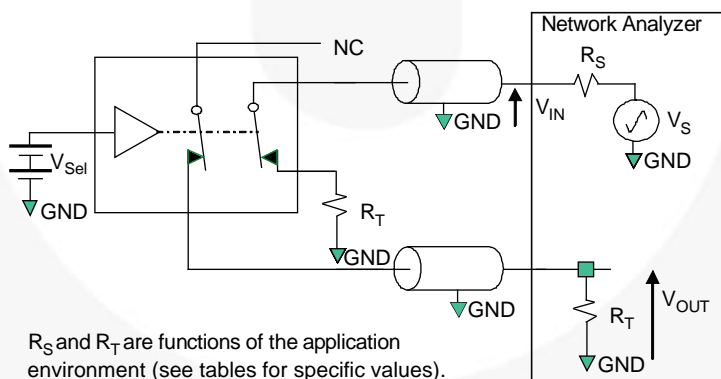 Network Analyzer
NC
R_S
GND
V_IN
V_S
GND
V_Sel
GND
R_T
GND
GND
R_T
V_OUT
GND
R_S and R_T are functions of the application
environment (see tables for specific values).